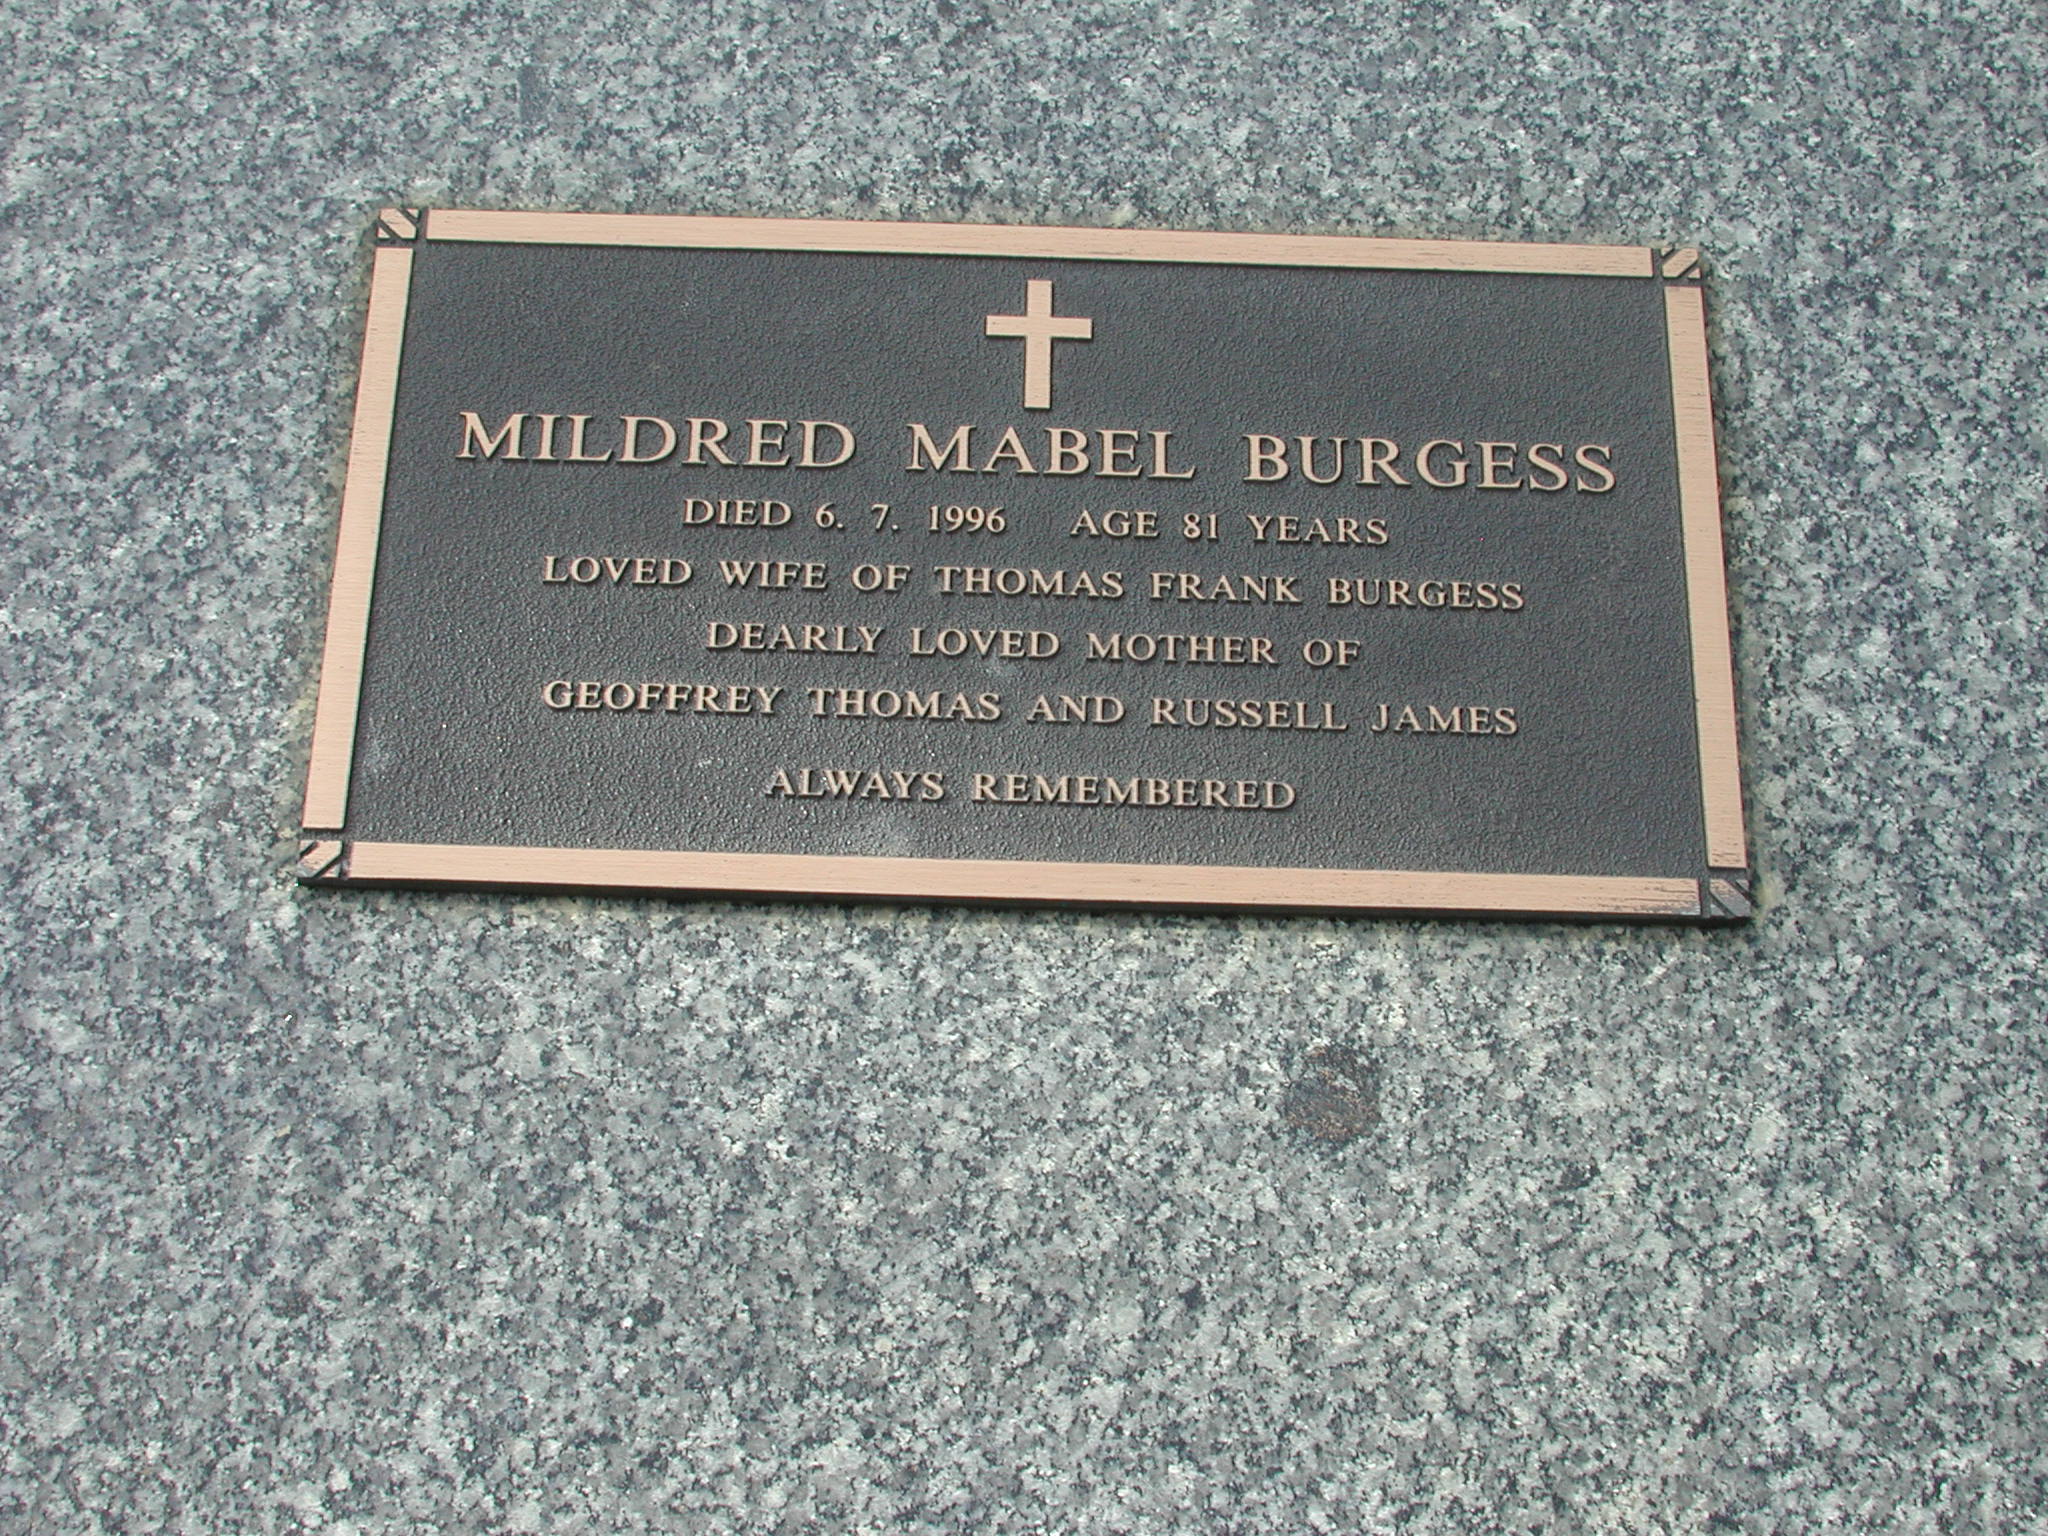 MILDRED MABEL BURGESS
DIED 6. 7. 1996 AGE 81 YEARS
LOVED WIFE OF THOMAS FRANK BURGESS
DEARLY LOVED MOTHER OF
GEOFFREY THOMAS AND RUSSELL JAMES
ALWAYS REMEMBERED